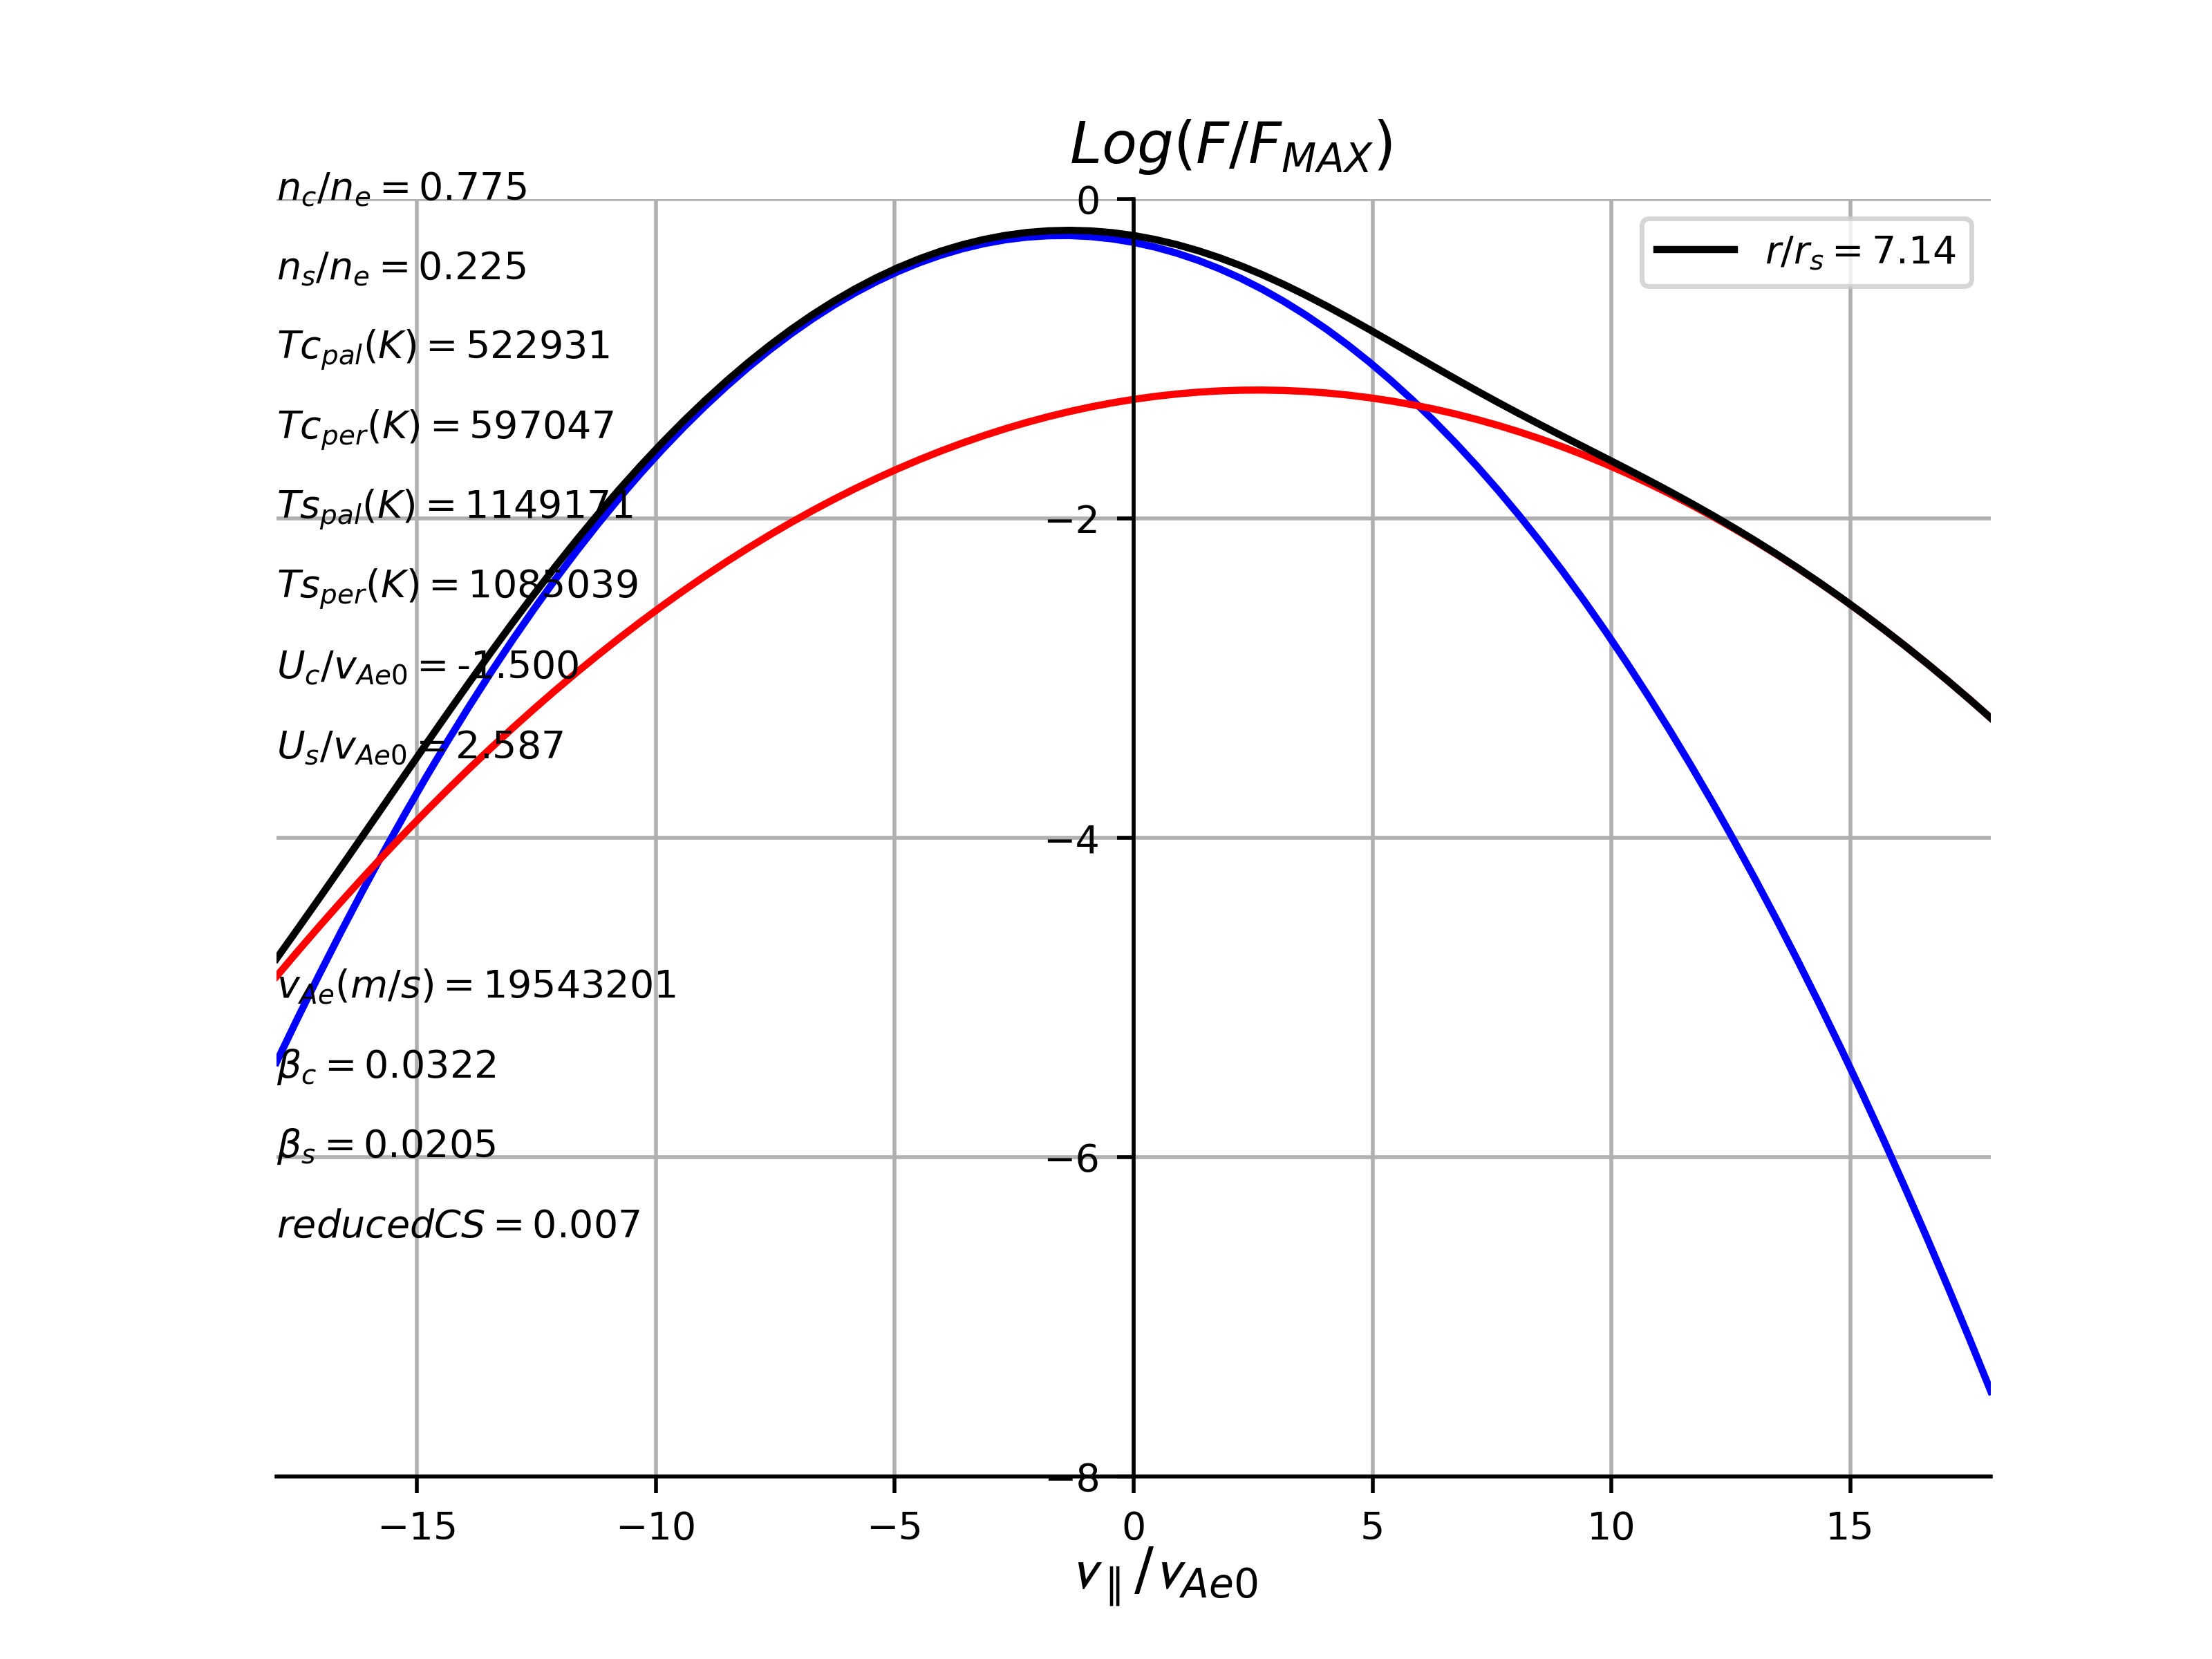 Log(F/F_MAX)
n_c/n_e = 0.775
n_s/n_e = 0.225
Tc_pal(K) = 522931
Tc_per(K) = 597047
Ts_pal(K) = 1149171
Ts_per(K) = 1085039
U_c/v_Ae0 = -1.500
U_s/v_Ae0 = 2.587
v_Ae(m/s) = 19543201
β_c = 0.0322
β_s = 0.0205
reducedCS = 0.007
r/r_s = 7.14
0
−2
−4
−6
−8
−15 −10 −5 0 5 10 15
v_∥/v_Ae0